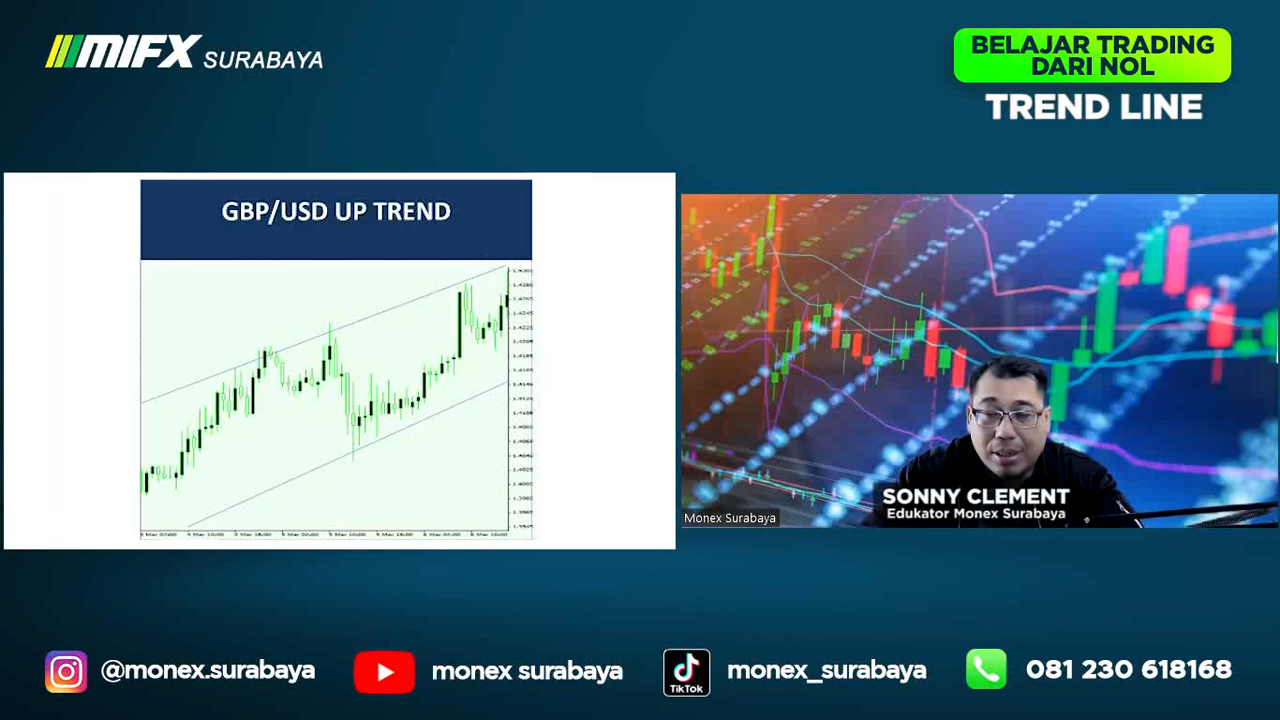 MIFX SURABAYA
BELAJAR TRADING
DARI NOL
TREND LINE
GBP/USD UP TREND
SONNY CLEMENT
Edukator Monex Surabaya
Monex Surabaya
@monex.surabaya
monex surabaya
TikTok
monex_surabaya
081 230 618168